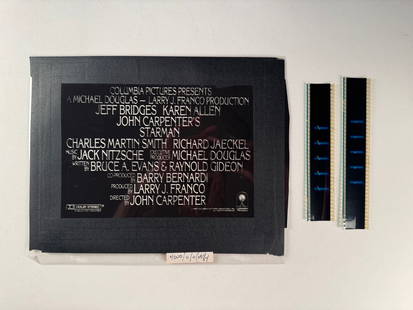 COLUMBIA PICTURES PRESENTS
A MICHAEL DOUGLAS – LARRY J. FRANCO PRODUCTION
JEFF BRIDGES KAREN ALLEN
JOHN CARPENTER'S
STARMAN
CHARLES MARTIN SMITH RICHARD JAECKEL
MUSIC BY JACK NITZSCHE PRODUCER MICHAEL DOUGLAS
WRITTEN BY BRUCE A. EVANS & RAYNOLD GIDEON
CO-PRODUCER BARRY BERNARDI
PRODUCED BY LARRY J. FRANCO
DIRECTED BY JOHN CARPENTER
DOLBY STEREO